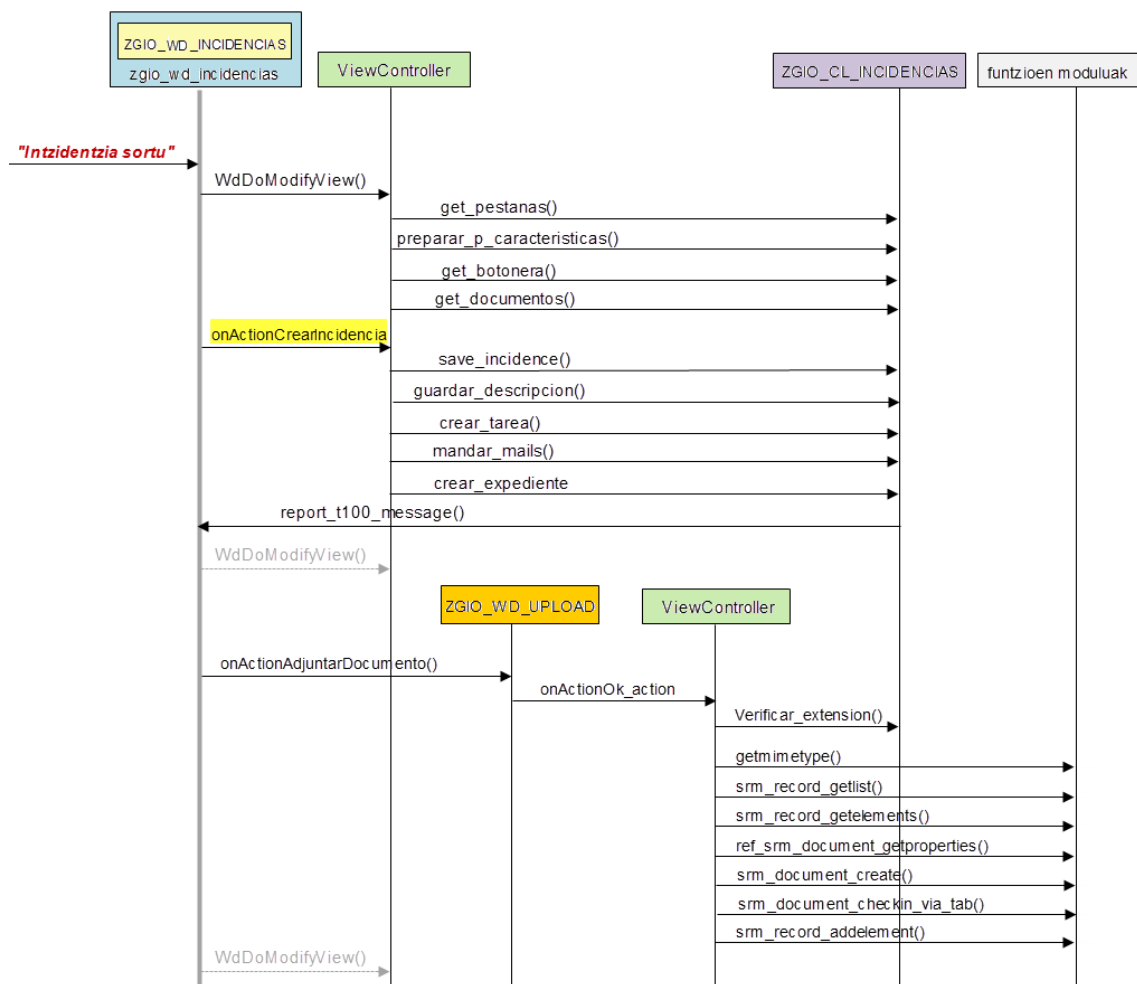 ZGIO_WD_INCIDENCIAS
zgio_wd_incidencias
ViewController
ZGIO_CL_INCIDENCIAS
funtzioen moduluak
"Intzidentzia sortu"
WdDoModifyView()
get_pestanas()
preparar_p_caracteristicas()
get_botonera()
get_documentos()
onActionCrearIncidencia
save_incidence()
guardar_descripcion()
crear_tarea()
mandar_mails()
crear_expediente
report_t100_message()
WdDoModifyView()
ZGIO_WD_UPLOAD
ViewController
onActionAdjuntarDocumento()
onActionOk_action
Verificar_extension()
getmimetype()
srm_record_getlist()
srm_record_getelements()
ref_srm_document_getproperties()
srm_document_create()
srm_document_checkin_via_tab()
srm_record_addelement()
WdDoModifyView()